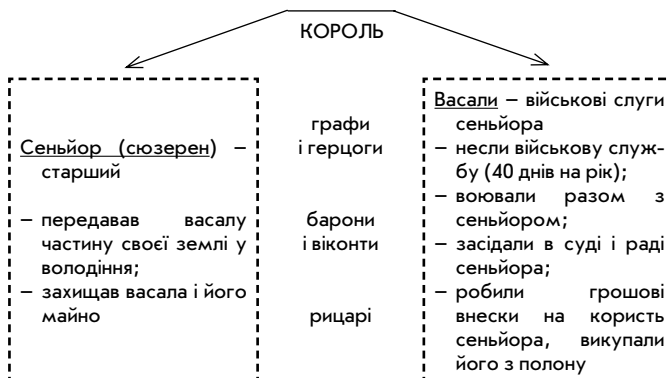 КОРОЛЬ
Сеньйор (сюзерен) –
старший
– передавав васалу
частину своєї землі у
володіння;
– захищав васала і його
майно
графи
і герцоги
барони
і віконти
рицарі
Васали – військові слуги
сеньйора
– несли військову служ-
бу (40 днів на рік);
– воювали разом з
сеньйором;
– засідали в суді і раді
сеньйора;
– робили грошові
внески на користь
сеньйора, викупали
його з полону